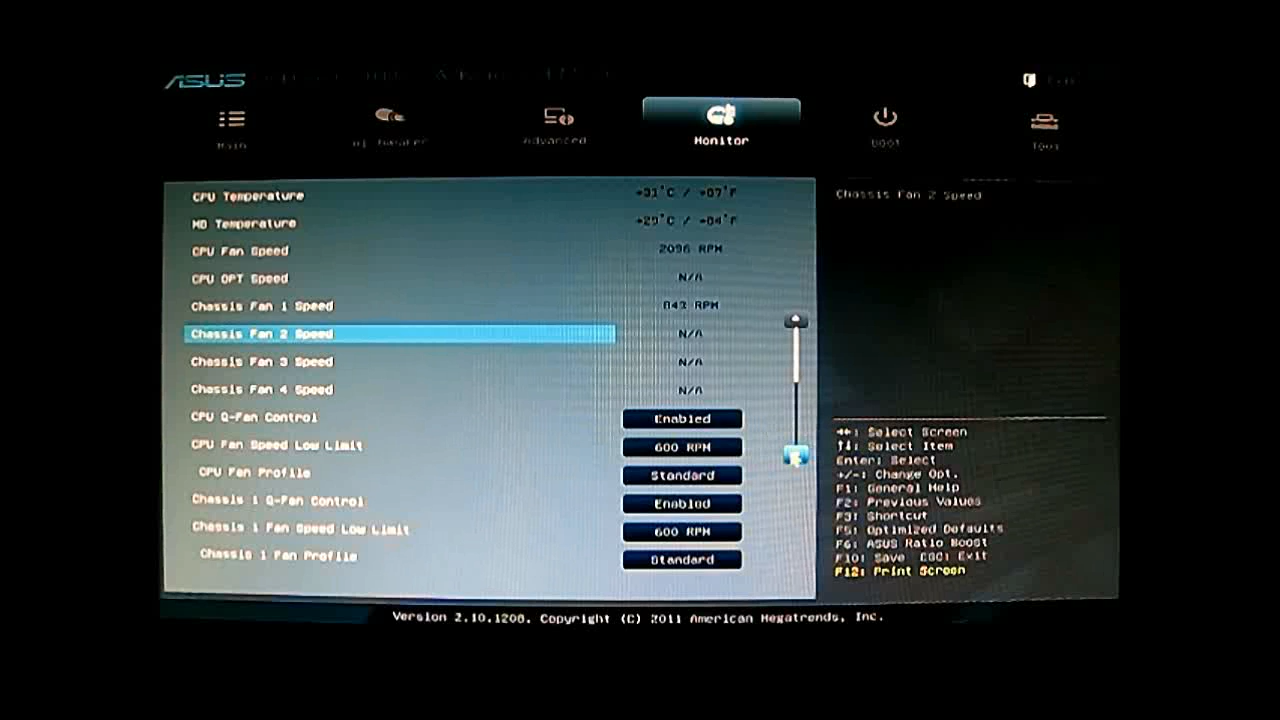 ASUS
Main
Advanced
Monitor
Boot
Tool
CPU Temperature
MB Temperature
CPU Fan Speed 2096 RPM
CPU OPT Speed N/A
Chassis Fan 1 Speed 843 RPM
Chassis Fan 2 Speed N/A
Chassis Fan 3 Speed N/A
Chassis Fan 4 Speed N/A
CPU Q-Fan Control Enabled
CPU Fan Speed Low Limit 600 RPM
CPU Fan Profile Standard
Chassis 1 Q-Fan Control Enabled
Chassis 1 Fan Speed Low Limit 600 RPM
Chassis 1 Fan Profile Standard
Chassis Fan 2 Speed
→←: Select Screen
↑↓: Select Item
Enter: Select
+/-: Change Opt.
F1: General Help
F2: Previous Values
F3: Shortcut
F5: Optimized Defaults
F6: ASUS Ratio Boost
F10: Save ESC: Exit
F12: Print Screen
Version 2.10.1208. Copyright (C) 2011 American Megatrends, Inc.